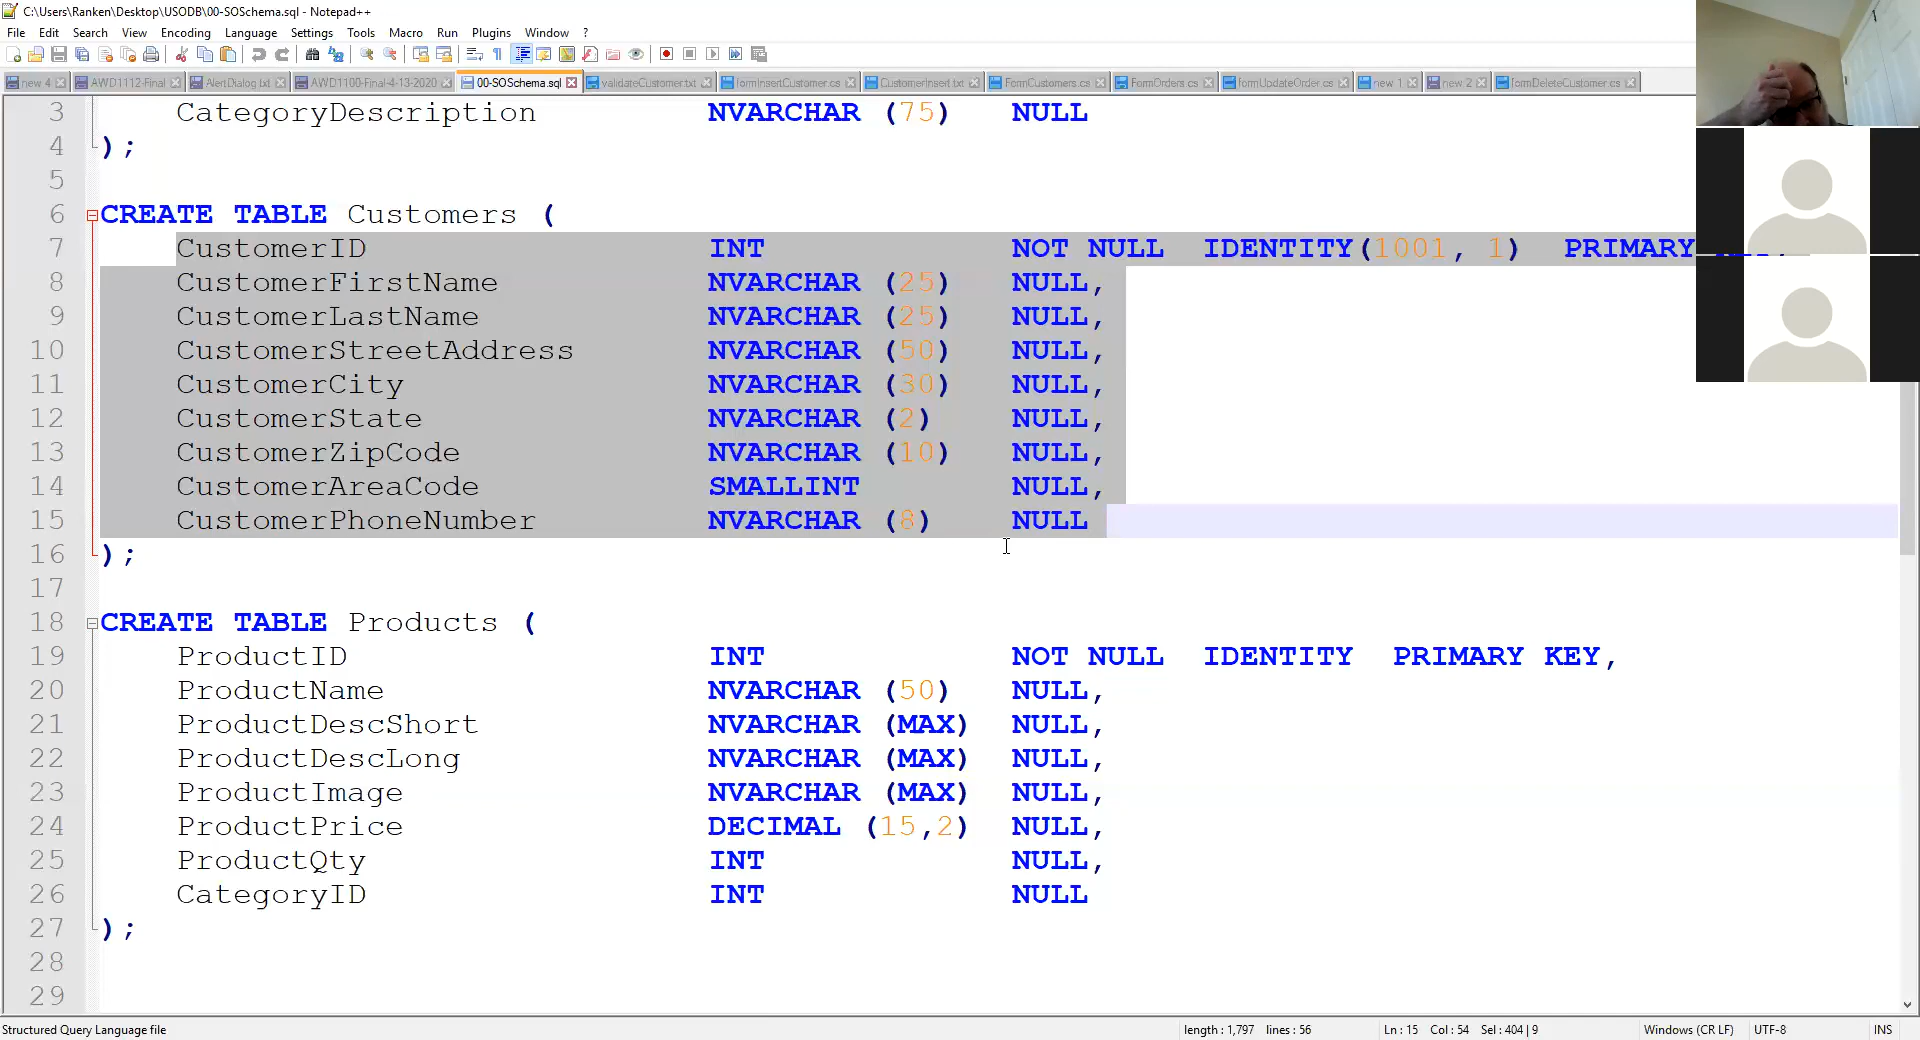 C:\Users\Ranken\Desktop\USODB\00-SOSchema.sql - Notepad++
File Edit Search View Encoding Language Settings Tools Macro Run Plugins Window ?
new 4 AWD1112-Final AlertDialog.txt AWD1100-Final-4-13-2020 00-SOSchema.sql validateCustomer.txt formInsertCustomer.cs CustomerInsert.txt FormCustomers.cs FormOrders.cs formUpdateOrder.cs new 1 new 2 formDeleteCustomer.cs
3 CategoryDescription NVARCHAR (75) NULL
4 );
5
6 CREATE TABLE Customers (
7 CustomerID INT NOT NULL IDENTITY(1001, 1) PRIMARY
8 CustomerFirstName NVARCHAR (25) NULL,
9 CustomerLastName NVARCHAR (25) NULL,
10 CustomerStreetAddress NVARCHAR (50) NULL,
11 CustomerCity NVARCHAR (30) NULL,
12 CustomerState NVARCHAR (2) NULL,
13 CustomerZipCode NVARCHAR (10) NULL,
14 CustomerAreaCode SMALLINT NULL,
15 CustomerPhoneNumber NVARCHAR (8) NULL
16 );
17
18 CREATE TABLE Products (
19 ProductID INT NOT NULL IDENTITY PRIMARY KEY,
20 ProductName NVARCHAR (50) NULL,
21 ProductDescShort NVARCHAR (MAX) NULL,
22 ProductDescLong NVARCHAR (MAX) NULL,
23 ProductImage NVARCHAR (MAX) NULL,
24 ProductPrice DECIMAL (15,2) NULL,
25 ProductQty INT NULL,
26 CategoryID INT NULL
27 );
28
29
Structured Query Language file length : 1,797 lines : 56 Ln : 15 Col : 54 Sel : 404 | 9 Windows (CR LF) UTF-8 INS